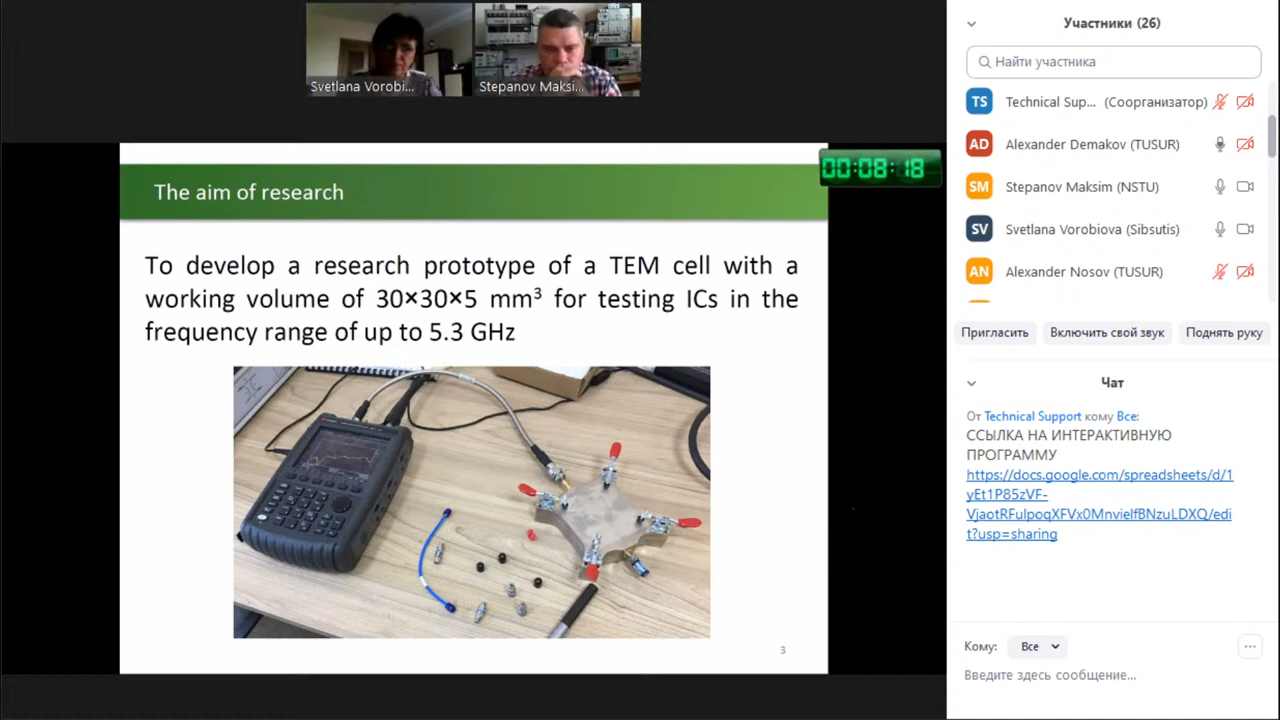 Svetlana Vorobi...
Stepanov Maksi...
00:08:18
The aim of research
To develop a research prototype of a TEM cell with a
working volume of 30×30×5 mm³ for testing ICs in the
frequency range of up to 5.3 GHz
3
Участники (26)
Найти участника
TS Technical Sup... (Соорганизатор)
AD Alexander Demakov (TUSUR)
SM Stepanov Maksim (NSTU)
SV Svetlana Vorobiova (Sibsutis)
AN Alexander Nosov (TUSUR)
Пригласить Включить свой звук Поднять руку
Чат
От Technical Support кому Все:
ССЫЛКА НА ИНТЕРАКТИВНУЮ
ПРОГРАММУ
https://docs.google.com/spreadsheets/d/1
yEt1P85zVF-
VjaotRFulpoqXFVx0MnvielfBNzuLDXQ/edi
t?usp=sharing
Кому: Все
Введите здесь сообщение...